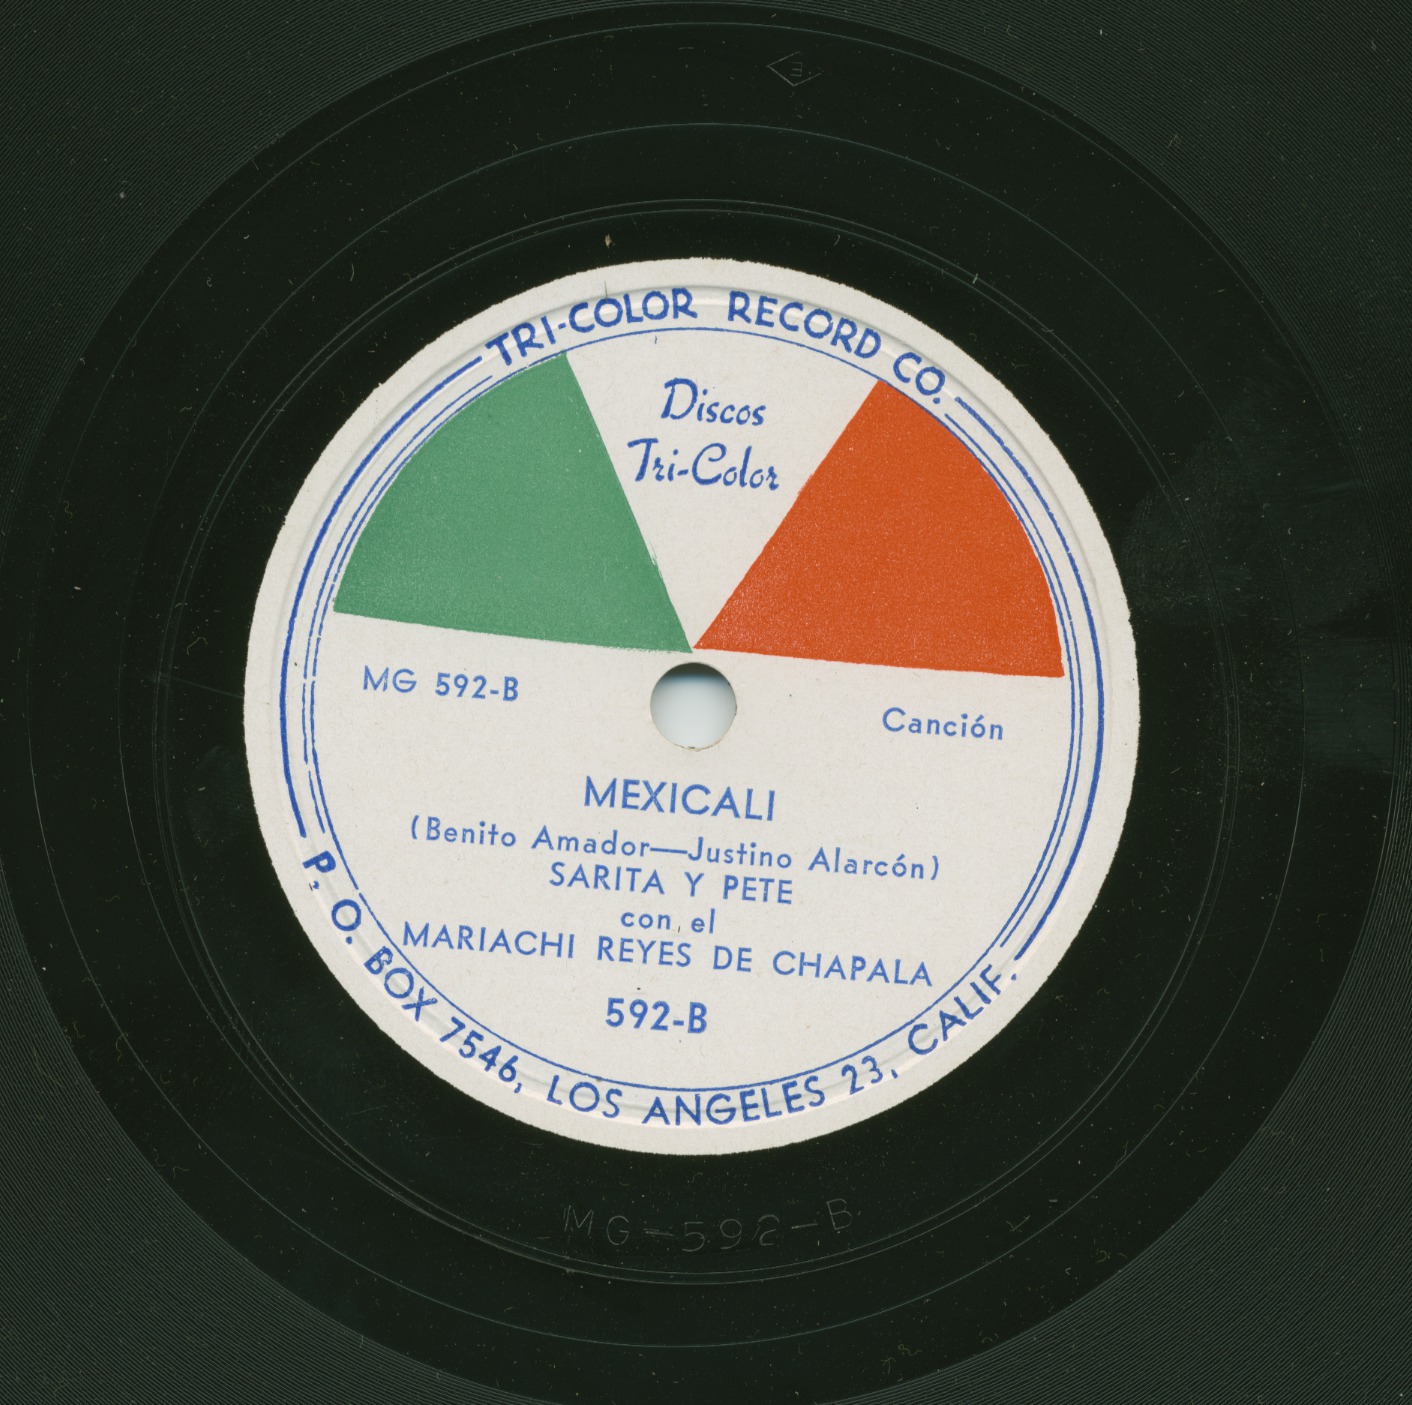 TRI-COLOR RECORD CO.
Discos
Tri-Color
MG 592-B
Canción
MEXICALI
(Benito Amador—Justino Alarcón)
SARITA Y PETE
con el
MARIACHI REYES DE CHAPALA
592-B
P. O. BOX 7546, LOS ANGELES 23, CALIF.
MG-592-B
E